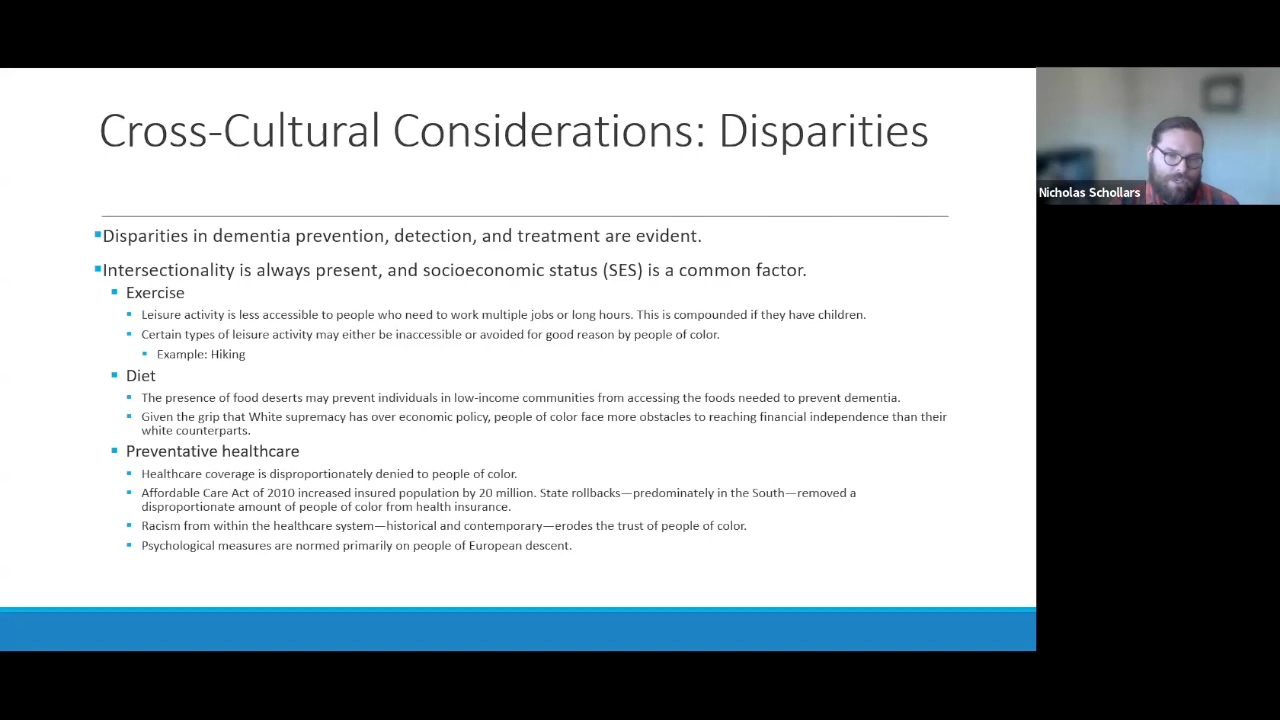 Cross-Cultural Considerations: Disparities
Nicholas Schollars
Disparities in dementia prevention, detection, and treatment are evident.
Intersectionality is always present, and socioeconomic status (SES) is a common factor.
Exercise
Leisure activity is less accessible to people who need to work multiple jobs or long hours. This is compounded if they have children.
Certain types of leisure activity may either be inaccessible or avoided for good reason by people of color.
Example: Hiking
Diet
The presence of food deserts may prevent individuals in low-income communities from accessing the foods needed to prevent dementia.
Given the grip that White supremacy has over economic policy, people of color face more obstacles to reaching financial independence than their
white counterparts.
Preventative healthcare
Healthcare coverage is disproportionately denied to people of color.
Affordable Care Act of 2010 increased insured population by 20 million. State rollbacks—predominately in the South—removed a
disproportionate amount of people of color from health insurance.
Racism from within the healthcare system—historical and contemporary—erodes the trust of people of color.
Psychological measures are normed primarily on people of European descent.